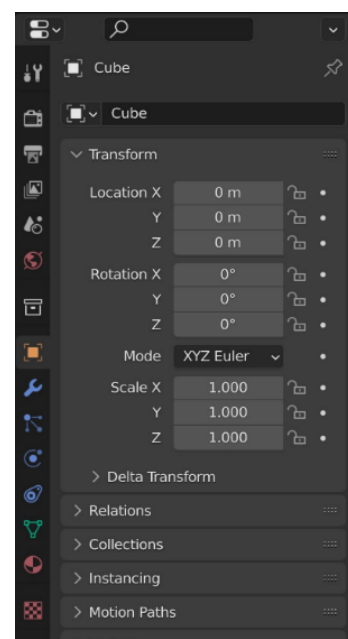 Cube
Cube
Transform
Location X 0 m
Y 0 m
Z 0 m
Rotation X 0°
Y 0°
Z 0°
Mode XYZ Euler
Scale X 1.000
Y 1.000
Z 1.000
Delta Transform
Relations
Collections
Instancing
Motion Paths